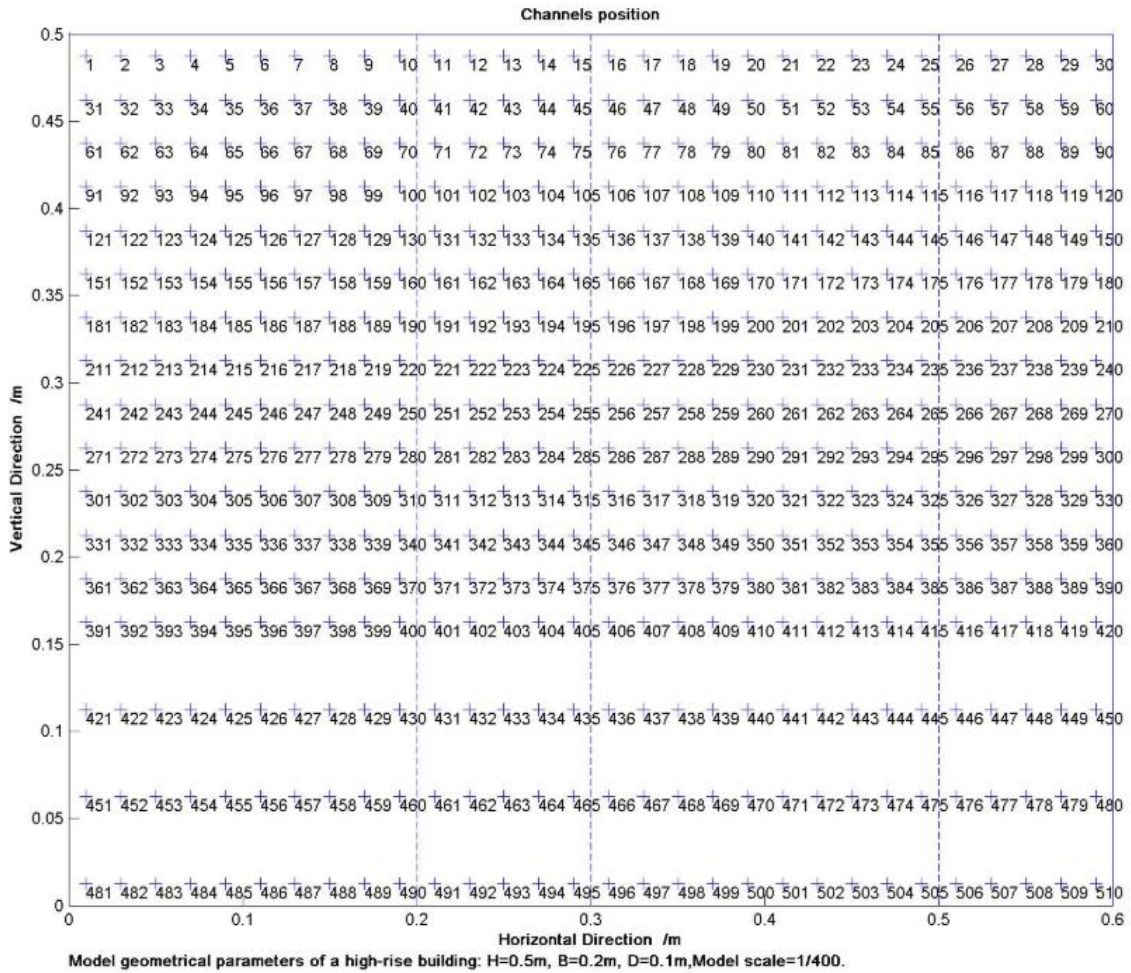 Channels position
0.5
1 2 3 4 5 6 7 8 9 10 11 12 13 14 15 16 17 18 19 20 21 22 23 24 25 26 27 28 29 30
31 32 33 34 35 36 37 38 39 40 41 42 43 44 45 46 47 48 49 50 51 52 53 54 55 56 57 58 59 60
0.45
61 62 63 64 65 66 67 68 69 70 71 72 73 74 75 76 77 78 79 80 81 82 83 84 85 86 87 88 89 90
91 92 93 94 95 96 97 98 99 100 101 102 103 104 105 106 107 108 109 110 111 112 113 114 115 116 117 118 119 120
0.4
121 122 123 124 125 126 127 128 129 130 131 132 133 134 135 136 137 138 139 140 141 142 143 144 145 146 147 148 149 150
151 152 153 154 155 156 157 158 159 160 161 162 163 164 165 166 167 168 169 170 171 172 173 174 175 176 177 178 179 180
0.35
181 182 183 184 185 186 187 188 189 190 191 192 193 194 195 196 197 198 199 200 201 202 203 204 205 206 207 208 209 210
211 212 213 214 215 216 217 218 219 220 221 222 223 224 225 226 227 228 229 230 231 232 233 234 235 236 237 238 239 240
0.3
241 242 243 244 245 246 247 248 249 250 251 252 253 254 255 256 257 258 259 260 261 262 263 264 265 266 267 268 269 270
271 272 273 274 275 276 277 278 279 280 281 282 283 284 285 286 287 288 289 290 291 292 293 294 295 296 297 298 299 300
0.25
301 302 303 304 305 306 307 308 309 310 311 312 313 314 315 316 317 318 319 320 321 322 323 324 325 326 327 328 329 330
331 332 333 334 335 336 337 338 339 340 341 342 343 344 345 346 347 348 349 350 351 352 353 354 355 356 357 358 359 360
0.2
361 362 363 364 365 366 367 368 369 370 371 372 373 374 375 376 377 378 379 380 381 382 383 384 385 386 387 388 389 390
391 392 393 394 395 396 397 398 399 400 401 402 403 404 405 406 407 408 409 410 411 412 413 414 415 416 417 418 419 420
0.15
421 422 423 424 425 426 427 428 429 430 431 432 433 434 435 436 437 438 439 440 441 442 443 444 445 446 447 448 449 450
0.1
451 452 453 454 455 456 457 458 459 460 461 462 463 464 465 466 467 468 469 470 471 472 473 474 475 476 477 478 479 480
0.05
481 482 483 484 485 486 487 488 489 490 491 492 493 494 495 496 497 498 499 500 501 502 503 504 505 506 507 508 509 510
0
Vertical Direction /m
0 0.1 0.2 0.3 0.4 0.5 0.6
Horizontal Direction /m
Model geometrical parameters of a high-rise building: H=0.5m, B=0.2m, D=0.1m,Model scale=1/400.